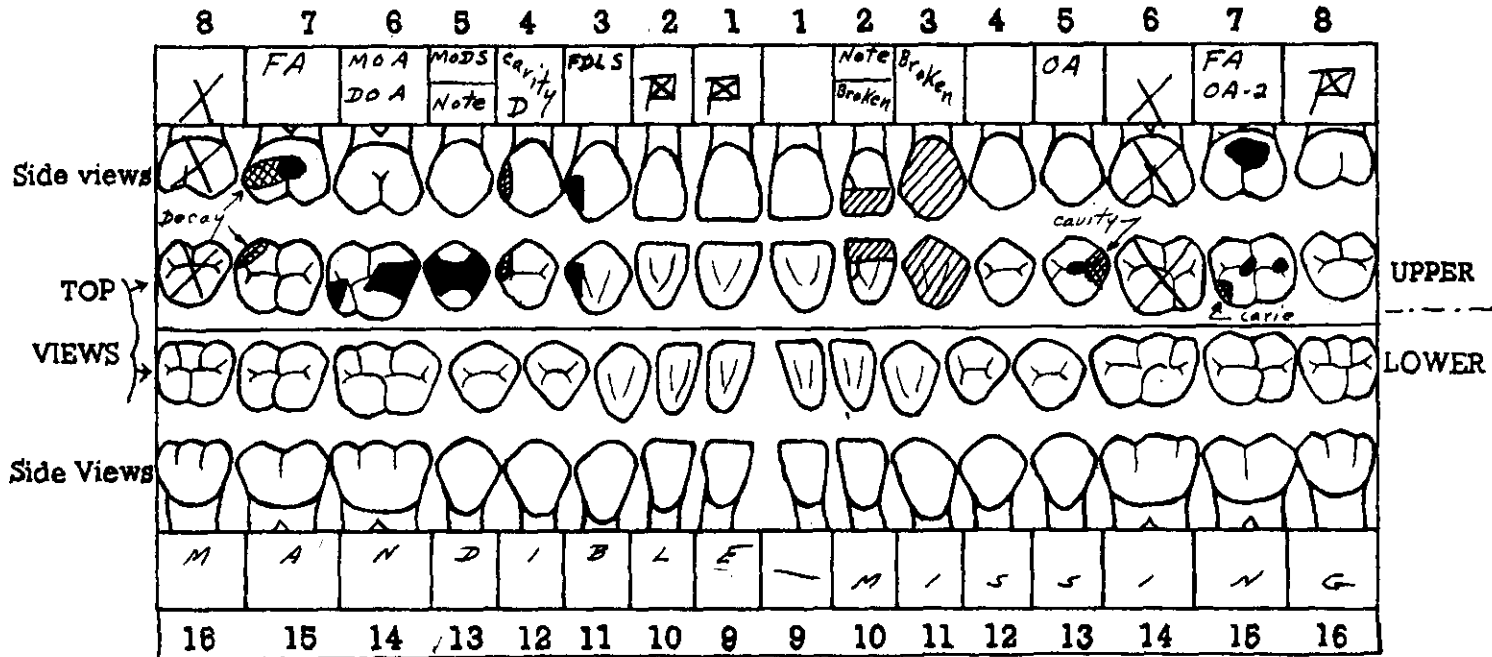 8 7 6 5 4 3 2 1 1 2 3 4 5 6 7 8
X FA MOA MODS Cavity FDLS Note Broken OA X FA
DOA Note D Broken OA-2
Side views
Decay
cavity
TOP
UPPER
carie
VIEWS
LOWER
Side Views
M A N D I B L E M I S S I N G
16 15 14 13 12 11 10 9 9 10 11 12 13 14 15 16